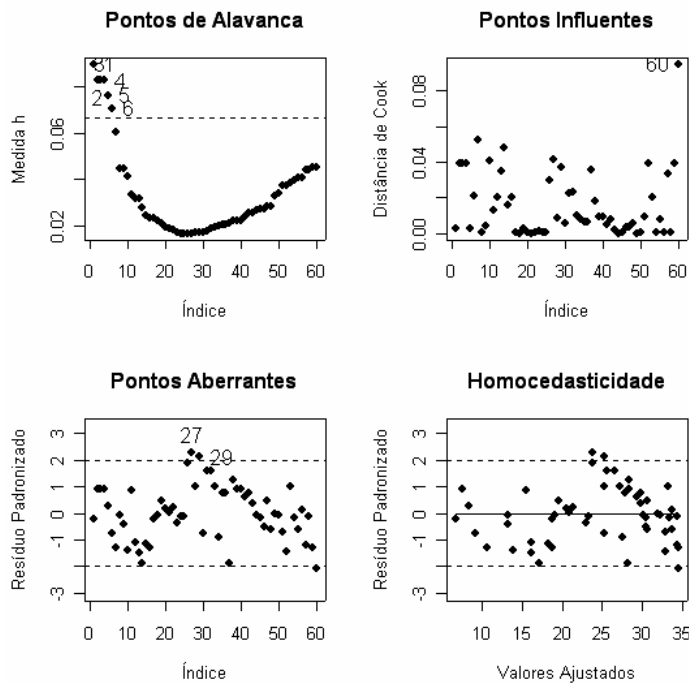 Pontos de Alavanca
Medida h
0.02
0.06
31
2
4
5
6
0 10 20 30 40 50 60
Índice
Pontos Influentes
Distância de Cook
0.00
0.04
0.08
60
0 10 20 30 40 50 60
Índice
Pontos Aberrantes
Resíduo Padronizado
-3
-1
0
1
2
3
27
29
0 10 20 30 40 50 60
Índice
Homocedasticidade
Resíduo Padronizado
-3
-1
0
1
2
3
10 15 20 25 30 35
Valores Ajustados